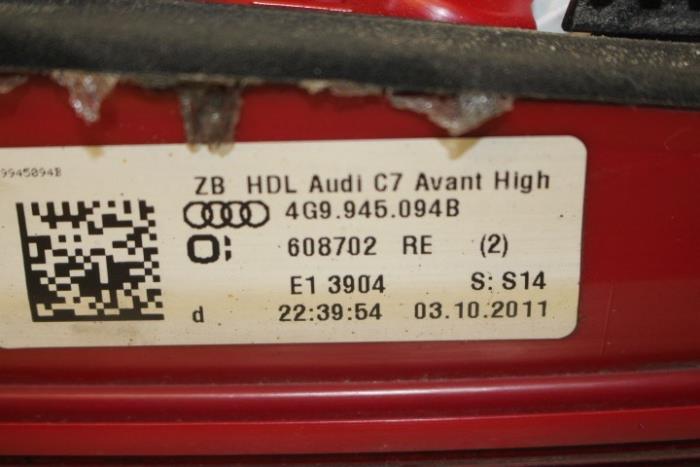 9945094B
ZB HDL Audi C7 Avant High
4G9.945.094B
608702 RE (2)
E1 3904 S: S14
d 22:39:54 03.10.2011